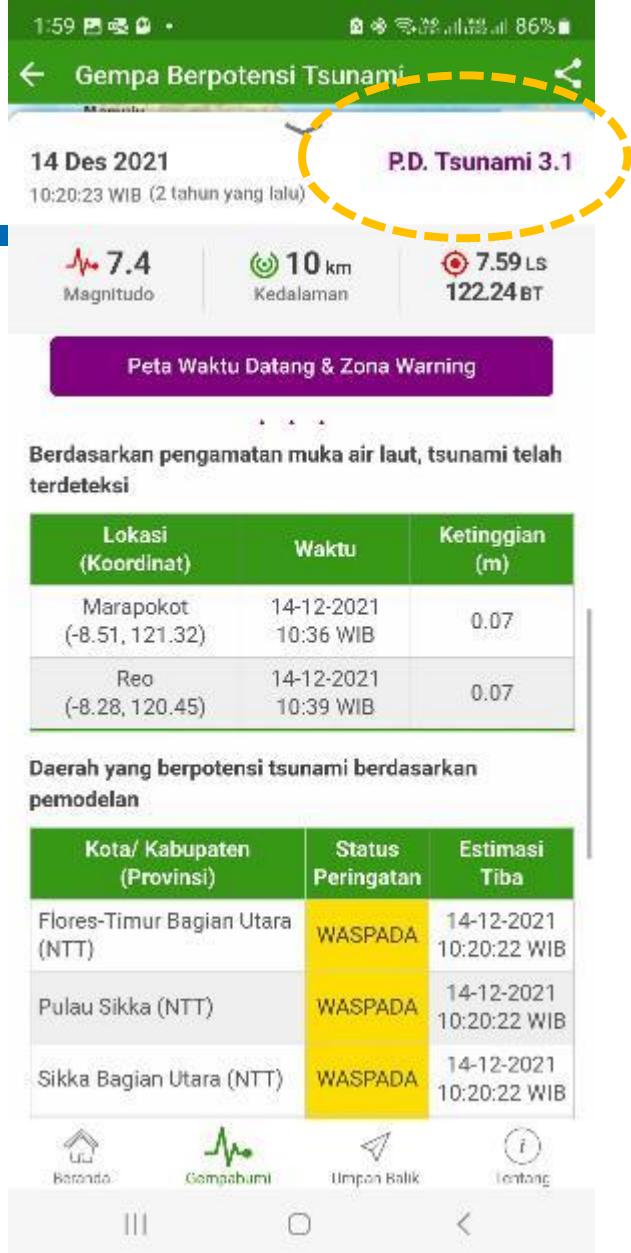 1:59
86%
Gempa Berpotensi Tsunami
14 Des 2021
P.D. Tsunami 3.1
10:20:23 WIB (2 tahun yang lalu)
7.4
10 km
7.59 LS
Magnitudo
Kedalaman
122.24 BT
Peta Waktu Datang & Zona Warning
Berdasarkan pengamatan muka air laut, tsunami telah
terdeteksi
Lokasi
(Koordinat)
Waktu
Ketinggian
(m)
Marapokot
(-8.51, 121.32)
14-12-2021
10:36 WIB
0.07
Reo
(-8.28, 120.45)
14-12-2021
10:39 WIB
0.07
Daerah yang berpotensi tsunami berdasarkan
pemodelan
Kota/ Kabupaten
(Provinsi)
Status
Peringatan
Estimasi
Tiba
Flores-Timur Bagian Utara
(NTT)
WASPADA
14-12-2021
10:20:22 WIB
Pulau Sikka (NTT)
WASPADA
14-12-2021
10:20:22 WIB
Sikka Bagian Utara (NTT)
WASPADA
14-12-2021
10:20:22 WIB
Beranda
Gempabumi
Umpan Balik
Tentang